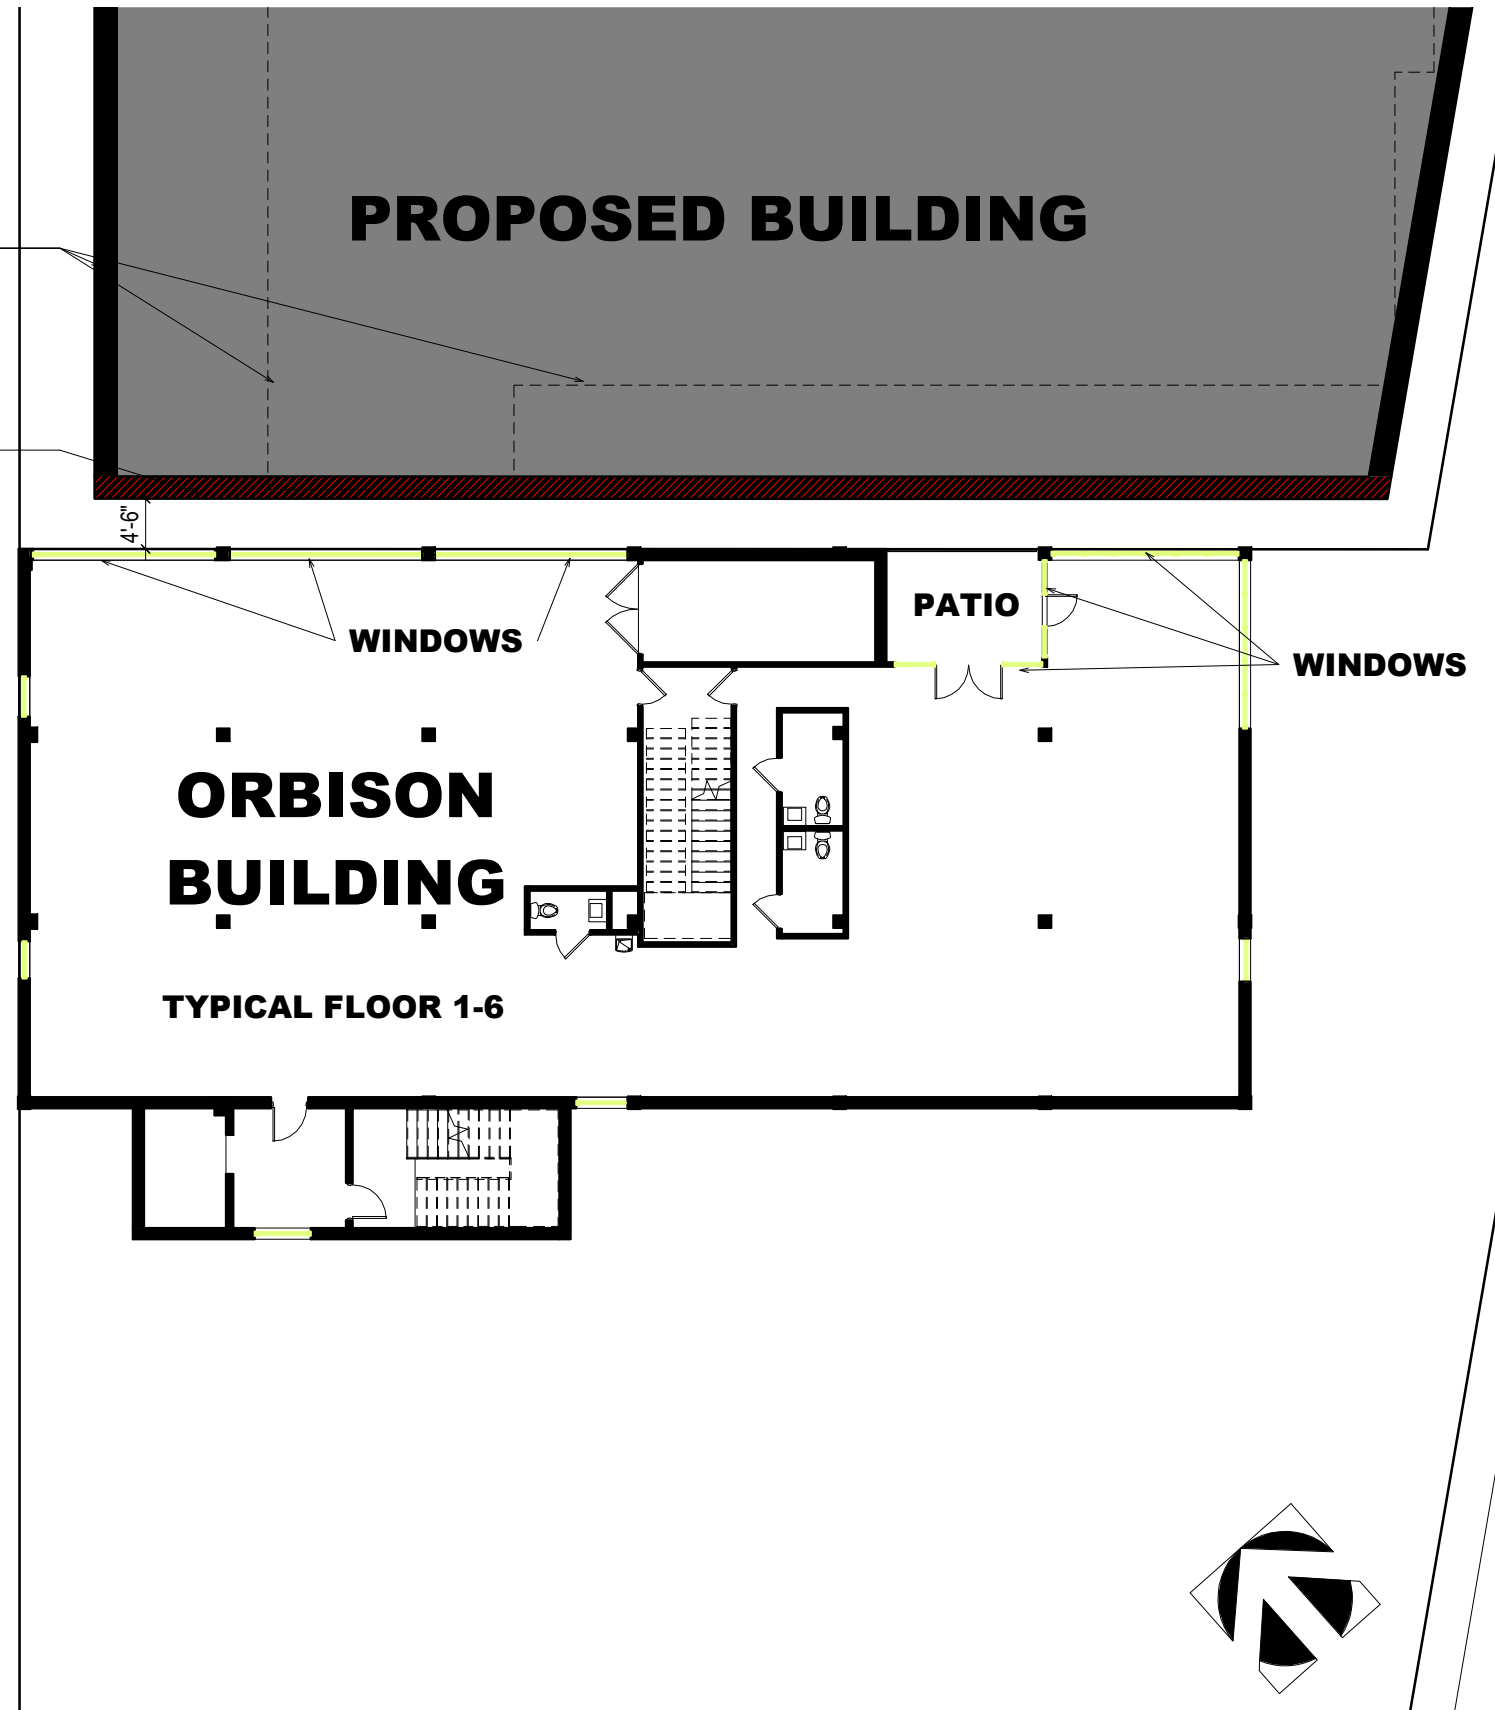 PROPOSED BUILDING
4'-6"
PATIO
WINDOWS
WINDOWS
ORBISON
BUILDING
TYPICAL FLOOR 1-6